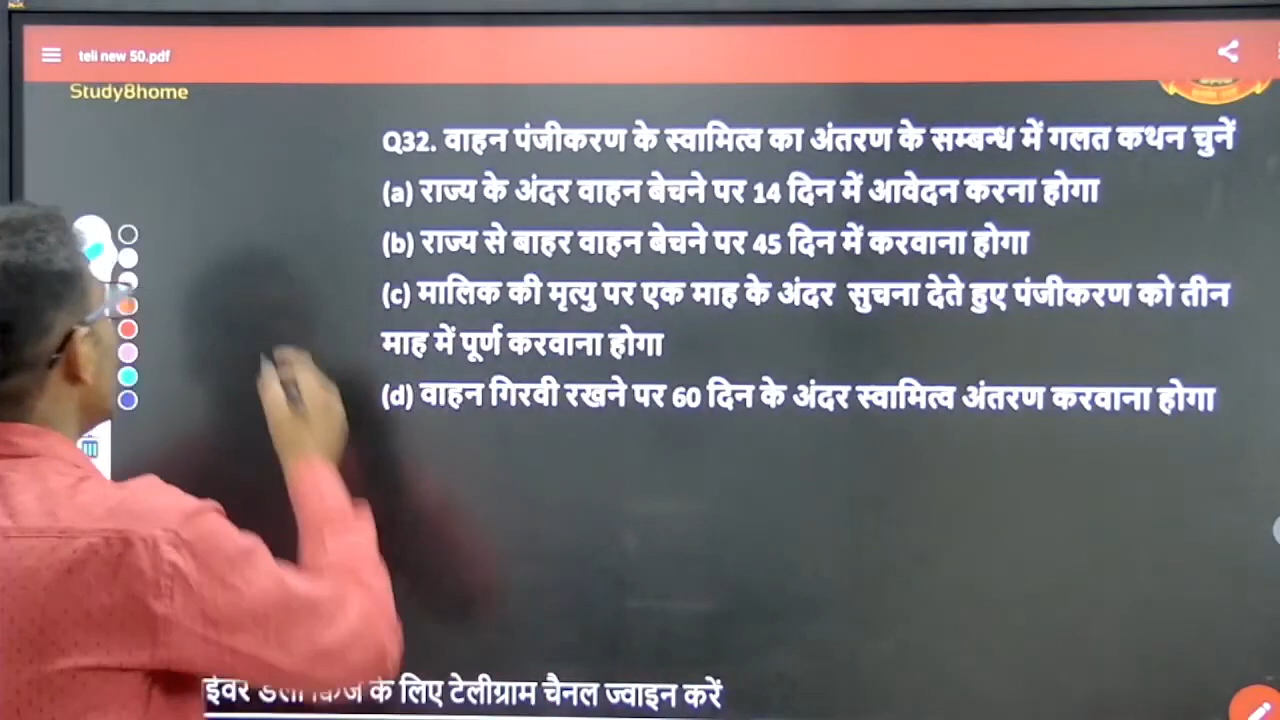 teli new 50.pdf
Study8home
Q32. वाहन पंजीकरण के स्वामित्व का अंतरण के सम्बन्ध में गलत कथन चुनें
(a) राज्य के अंदर वाहन बेचने पर 14 दिन में आवेदन करना होगा
(b) राज्य से बाहर वाहन बेचने पर 45 दिन में करवाना होगा
(c) मालिक की मृत्यु पर एक माह के अंदर सुचना देते हुए पंजीकरण को तीन
माह में पूर्ण करवाना होगा
(d) वाहन गिरवी रखने पर 60 दिन के अंदर स्वामित्व अंतरण करवाना होगा
के लिए टेलीग्राम चैनल ज्वाइन करें